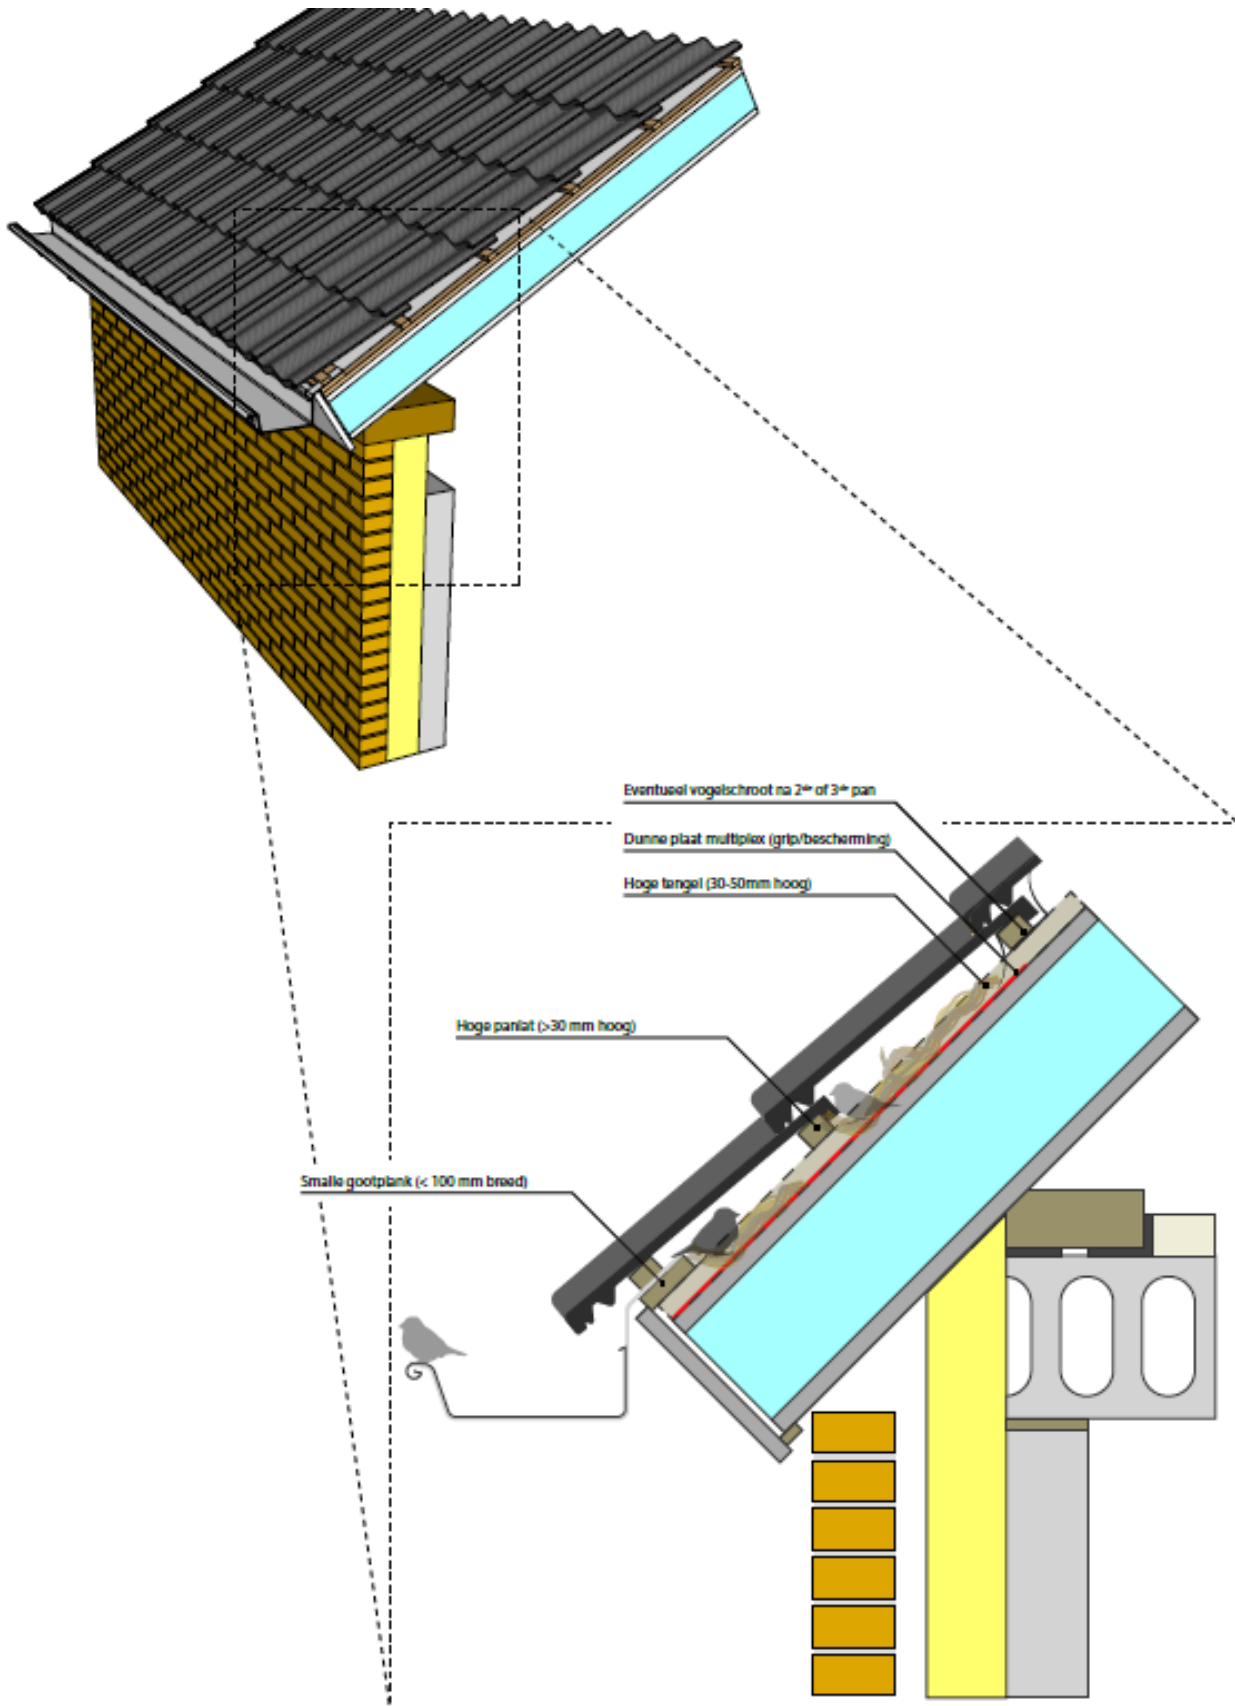 Eventueel vogelschroot na 2de of 3de pan
Dunne plaat multiplex (grip/bescherming)
Hoge tengel (30-50mm hoog)
Hoge panlat (>30 mm hoog)
Smalle gootplank (< 100 mm breed)